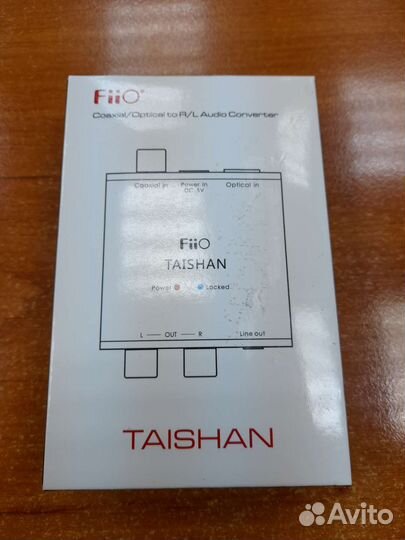 FiiO®
Coaxial/Optical to R/L Audio Converter
Coaxial in Power in Optical in
DC 5V
FiiO
TAISHAN
Power Locked
L OUT R Line out
TAISHAN
Avito